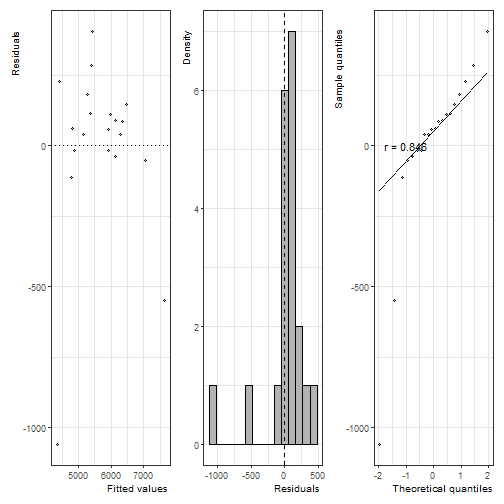 Residuals
0
-500
-1000
5000 6000 7000
Fitted values
Density
6
4
2
0
-1000 -500 0 500
Residuals
Sample quantiles
0
-500
-1000
r = 0.846
-2 -1 0 1 2
Theoretical quantiles